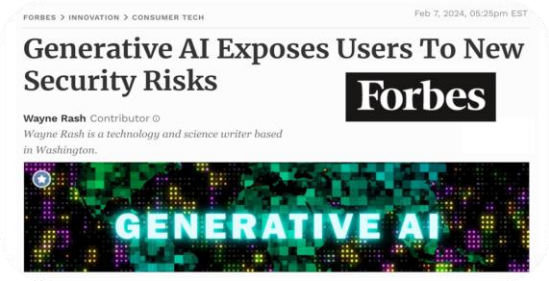 FORBES > INNOVATION > CONSUMER TECH
Feb 7, 2024, 05:25pm EST
Generative AI Exposes Users To New
Security Risks
Forbes
Wayne Rash Contributor
Wayne Rash is a technology and science writer based
in Washington.
GENERATIVE AI